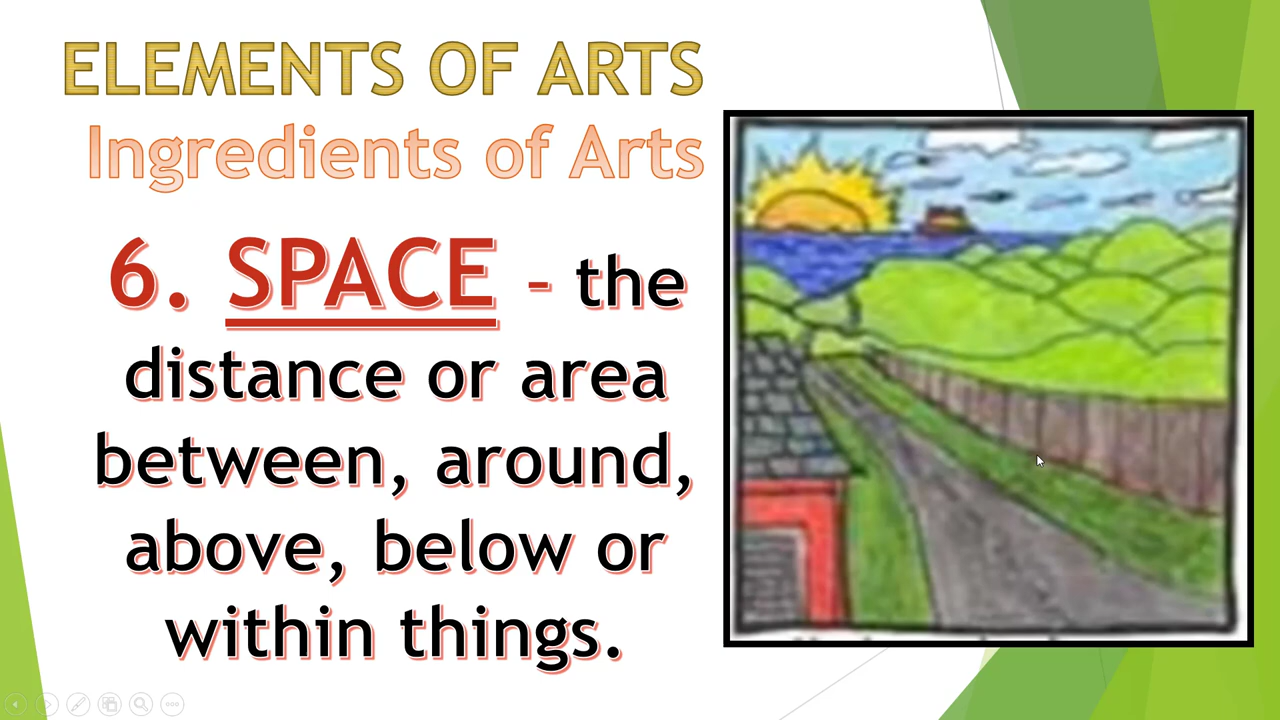 ELEMENTS OF ARTS
Ingredients of Arts
6. SPACE - the
distance or area
between, around,
above, below or
within things.